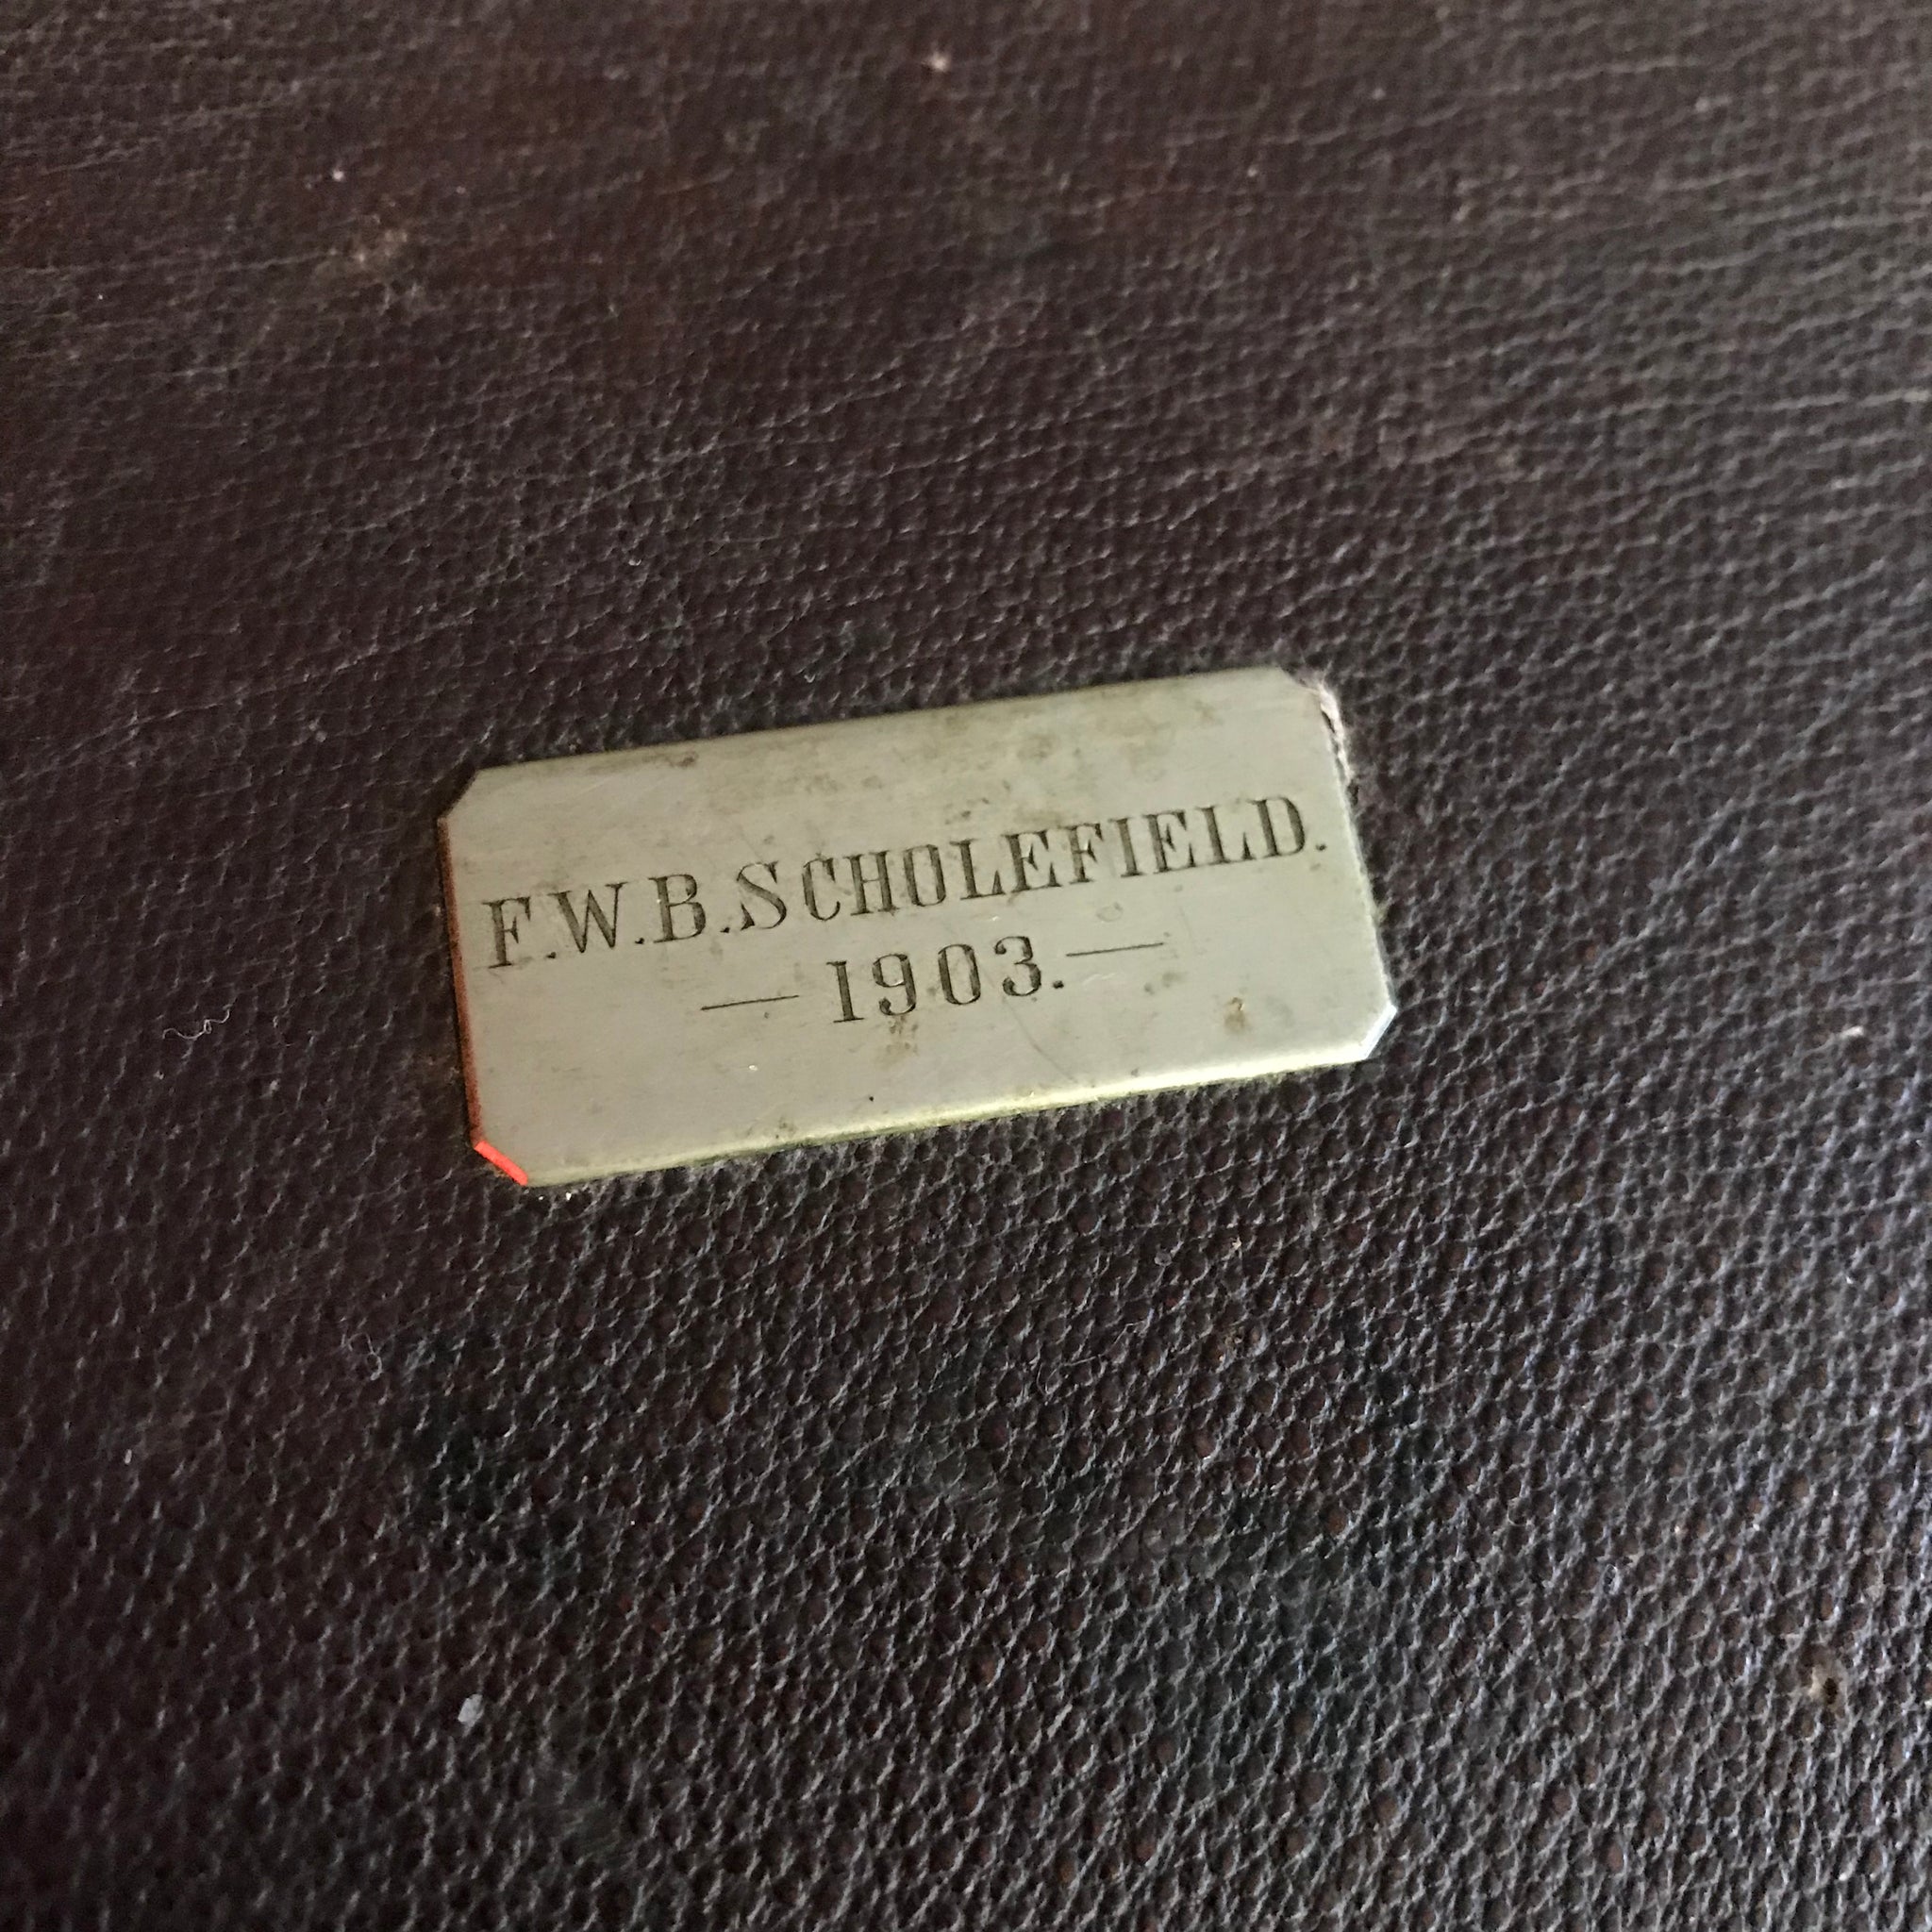 F.W.B.SCHOLEFIELD.
— 1903. —